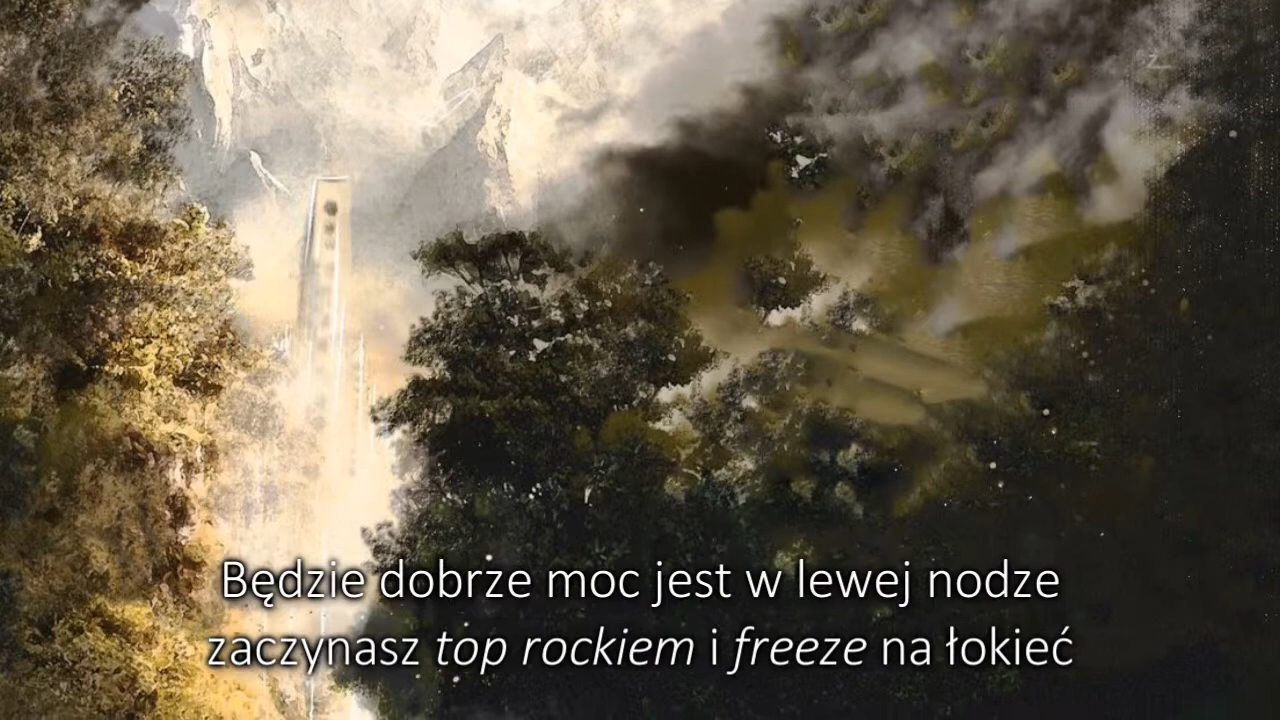 Będzie dobrze moc jest w lewej nodze
zaczynasz top rockiem i freeze na łokieć